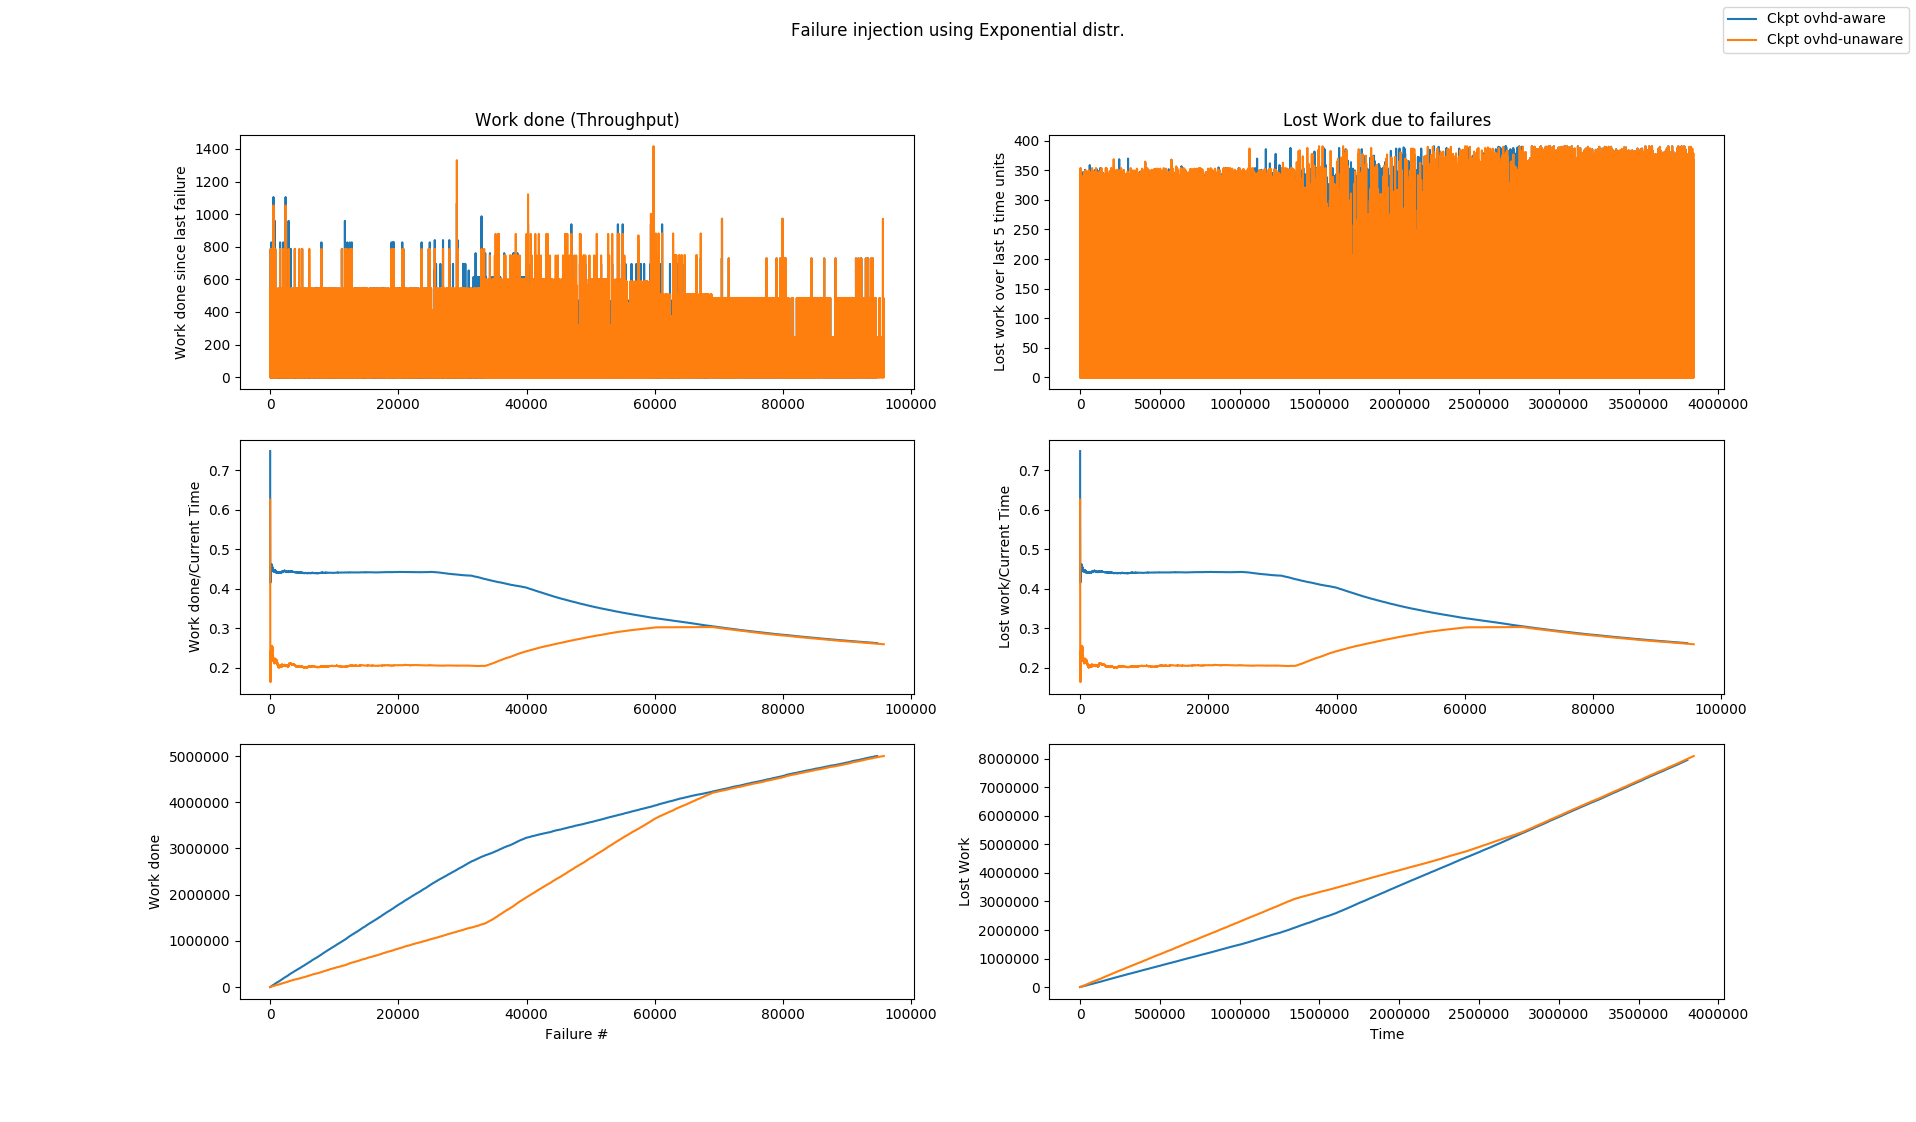 Failure injection using Exponential distr.
Ckpt ovhd-aware
Ckpt ovhd-unaware
Work done (Throughput)
Work done since last failure
1400
1200
1000
800
600
400
200
0
0 20000 40000 60000 80000 100000
Lost Work due to failures
Lost work over last 5 time units
400
350
300
250
200
150
100
50
0
0 500000 1000000 1500000 2000000 2500000 3000000 3500000 4000000
Work done/Current Time
0.7
0.6
0.5
0.4
0.3
0.2
0 20000 40000 60000 80000 100000
Lost work/Current Time
0.7
0.6
0.5
0.4
0.3
0.2
0 20000 40000 60000 80000 100000
Work done
5000000
4000000
3000000
2000000
1000000
0
0 20000 40000 60000 80000 100000
Failure #
Lost Work
8000000
7000000
6000000
5000000
4000000
3000000
2000000
1000000
0
0 500000 1000000 1500000 2000000 2500000 3000000 3500000 4000000
Time